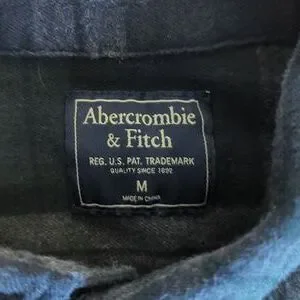 Abercrombie
& Fitch
REG. U.S. PAT. TRADEMARK
QUALITY SINCE 1892
M
MADE IN CHINA